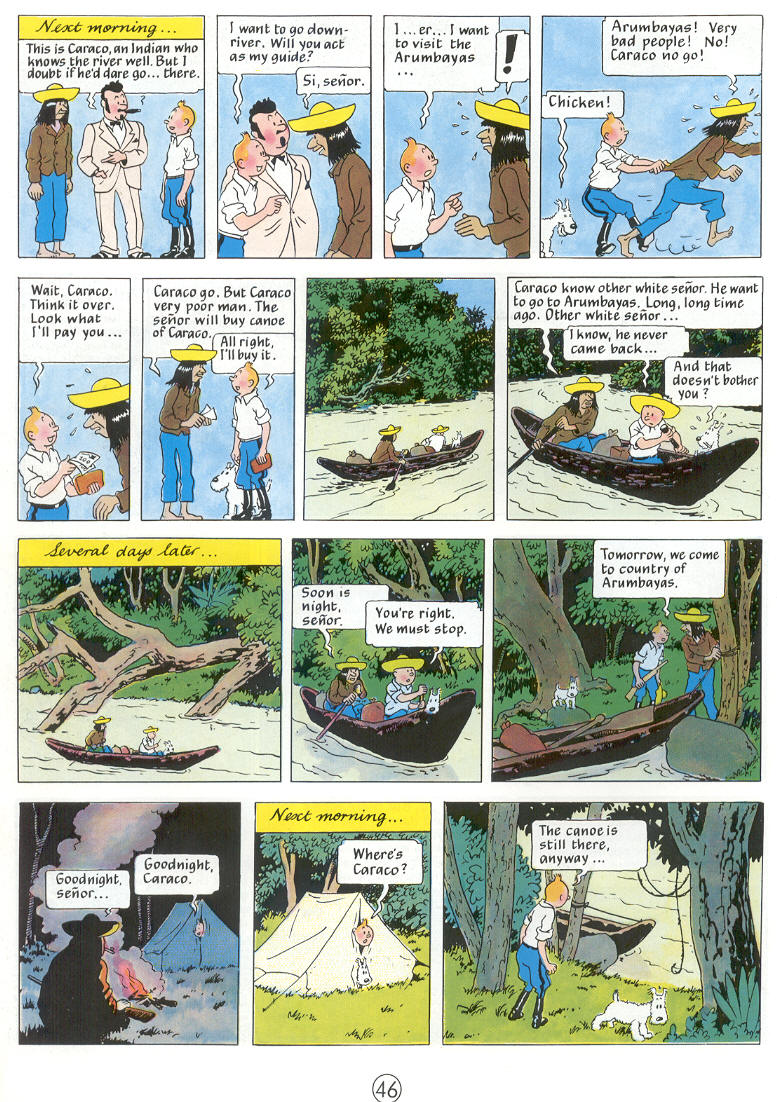 Next morning...
This is Caraco, an Indian who
knows the river well. But I
doubt if he'd dare go... there.
?
?
I want to go down-
river. Will you act
as my guide?
Si, señor.
I...er... I want
to visit the
Arumbayas
...
!
Arumbayas! Very
bad people! No!
Caraco no go!
Chicken!
Wait, Caraco.
Think it over.
Look what
I'll pay you...
Caraco go. But Caraco
very poor man. The
señor will buy canoe
of Caraco.
All right,
I'll buy it.
Caraco know other white señor. He want
to go to Arumbayas. Long, long time
ago. Other white señor...
I know, he never
came back...
And that
doesn't bother
you?
Several days later...
Soon is
night,
señor.
You're right.
We must stop.
Tomorrow, we come
to country of
Arumbayas.
Goodnight,
señor...
Goodnight,
Caraco.
Next morning...
Where's
Caraco?
The canoe is
still there,
anyway...
46